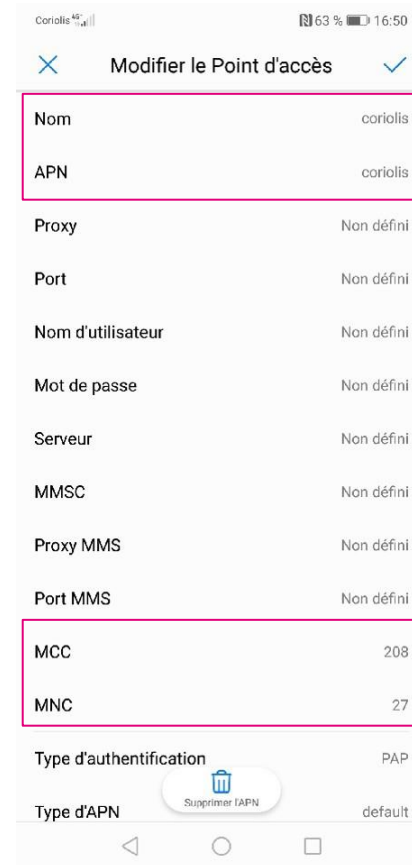 Coriolis 4G 63 % 16:50
Modifier le Point d'accès
Nom coriolis
APN coriolis
Proxy Non défini
Port Non défini
Nom d'utilisateur Non défini
Mot de passe Non défini
Serveur Non défini
MMSC Non défini
Proxy MMS Non défini
Port MMS Non défini
MCC 208
MNC 27
Type d'authentification PAP
Supprimer l'APN
Type d'APN default